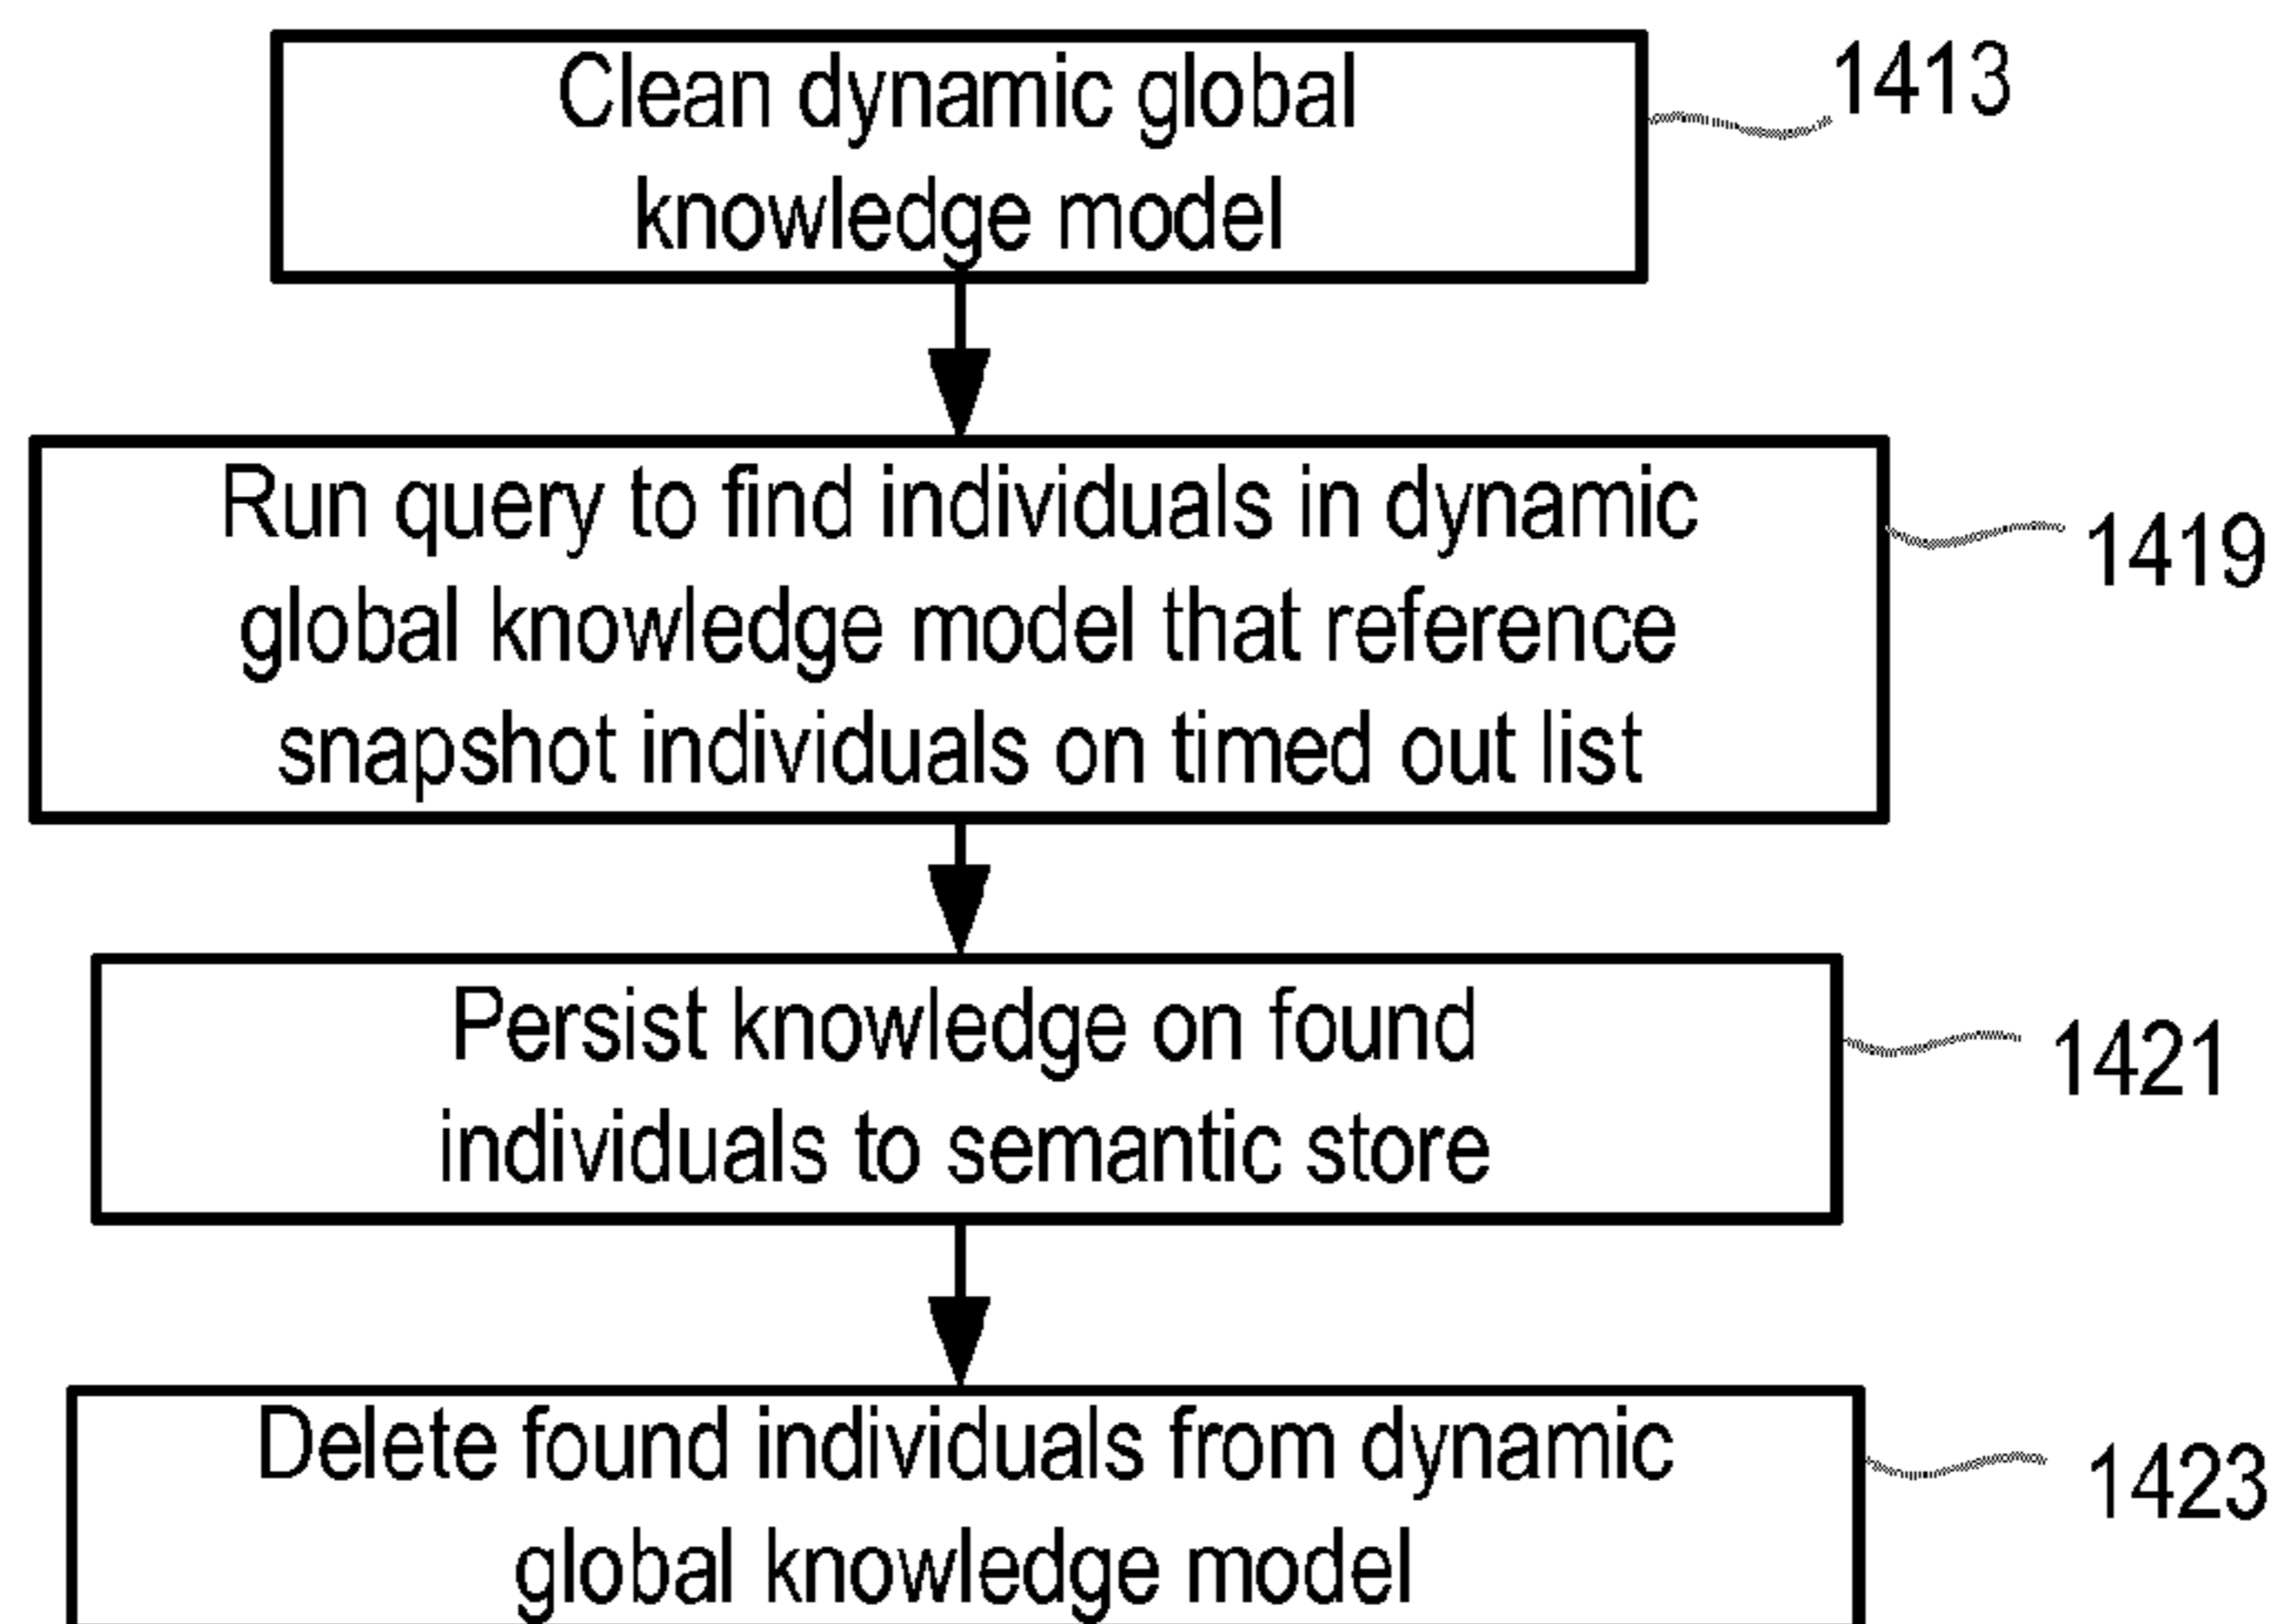 Clean dynamic global
knowledge model
1413
Run query to find individuals in dynamic
global knowledge model that reference
snapshot individuals on timed out list
1419
Persist knowledge on found
individuals to semantic store
1421
Delete found individuals from dynamic
global knowledge model
1423